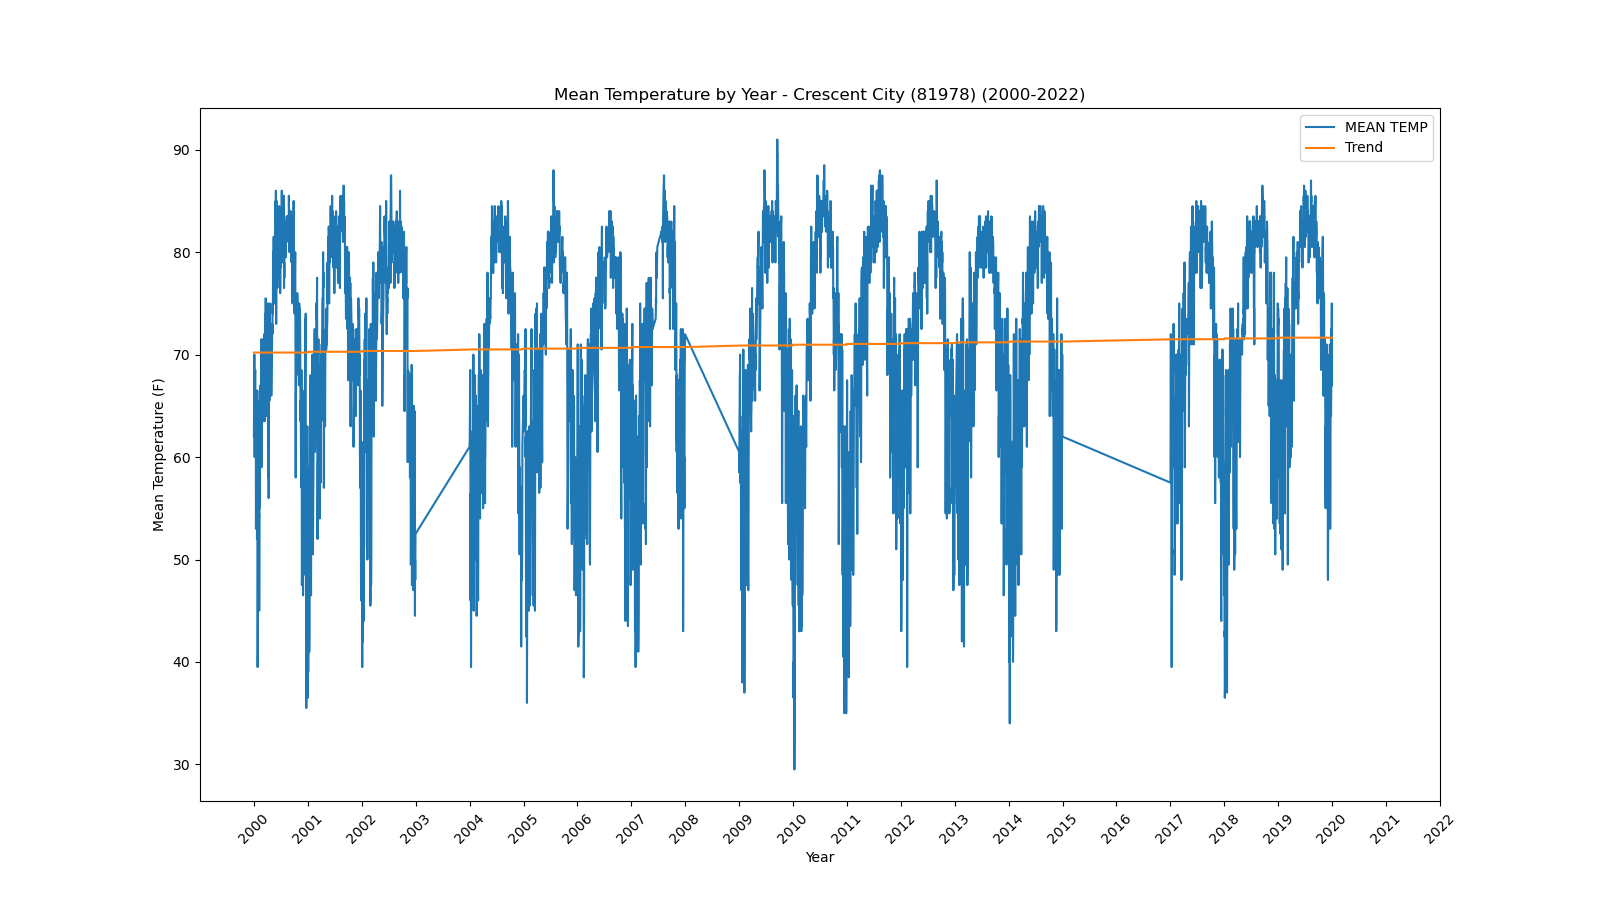 Mean Temperature by Year - Crescent City (81978) (2000-2022)
MEAN TEMP
Trend
90
80
70
60
50
40
30
Mean Temperature (F)
2000 2001 2002 2003 2004 2005 2006 2007 2008 2009 2010 2011 2012 2013 2014 2015 2016 2017 2018 2019 2020 2021 2022
Year